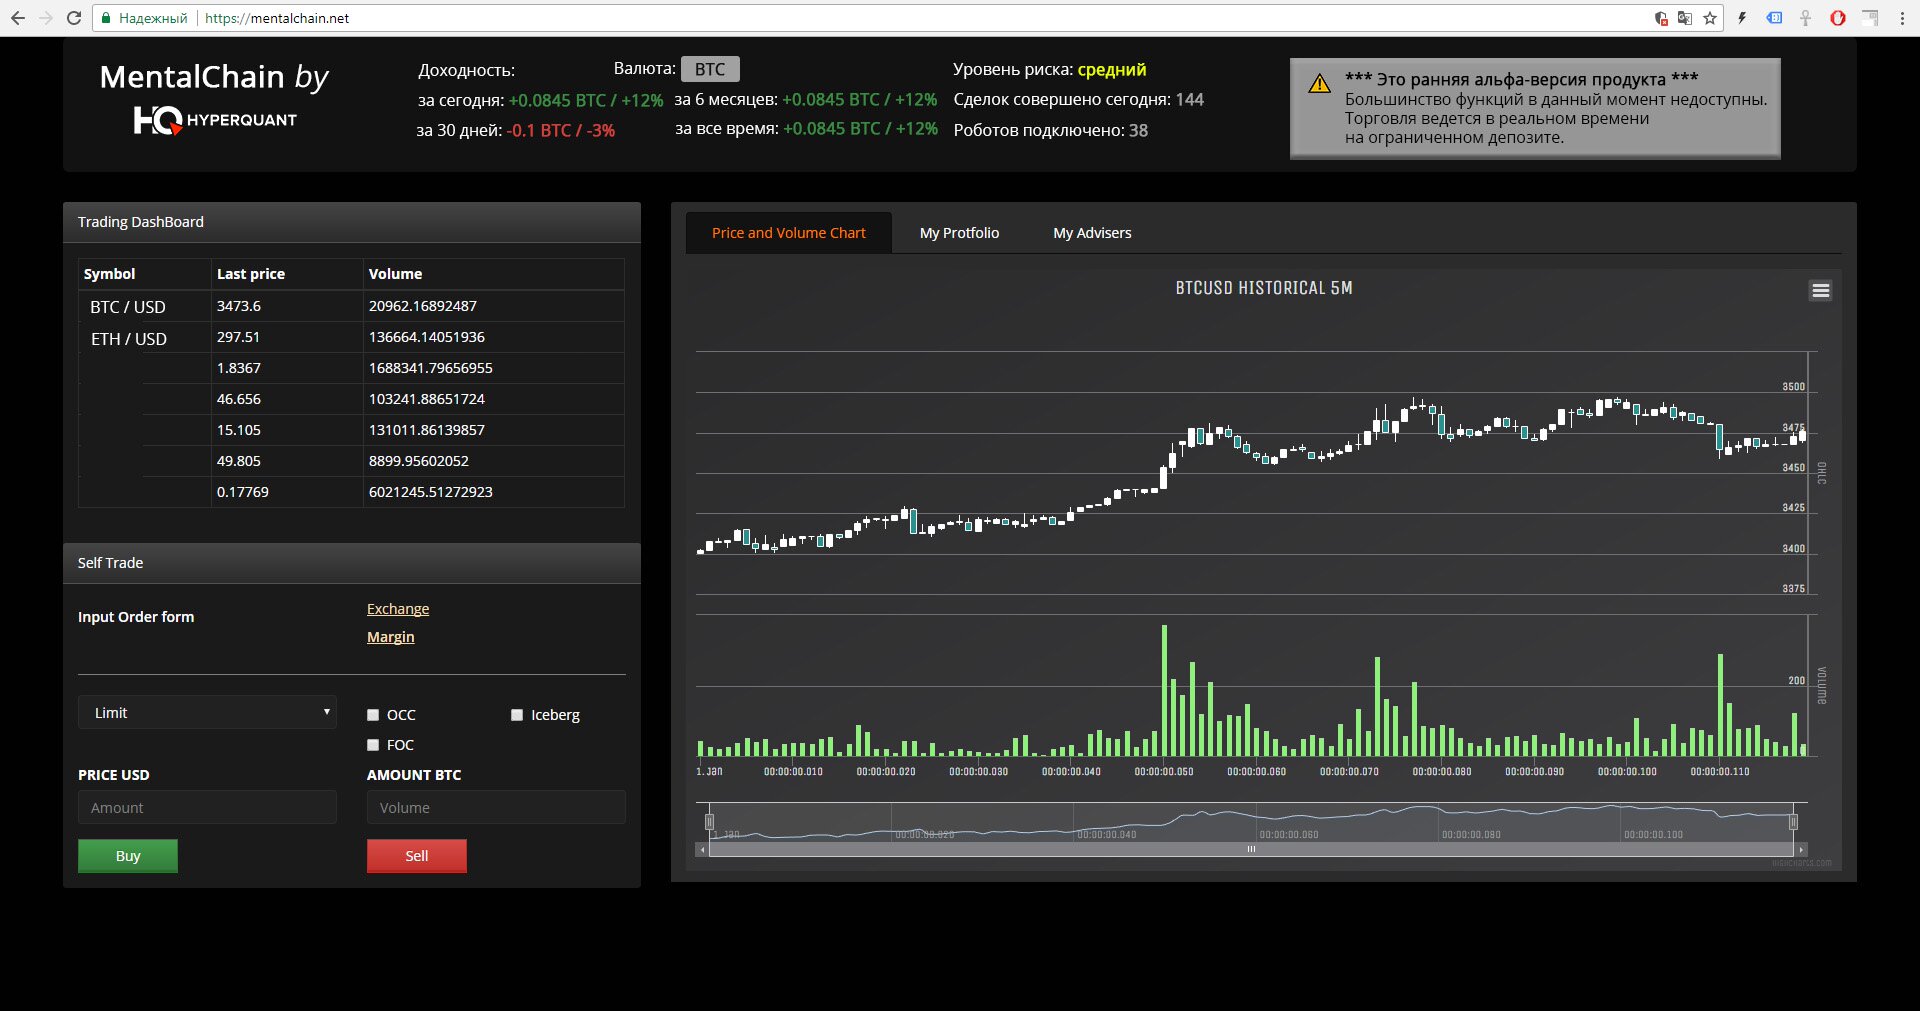 Надежный
https://mentalchain.net
MentalChain by
HQ HYPERQUANT
Доходность:
Валюта: BTC
за сегодня: +0.0845 BTC / +12%
за 6 месяцев: +0.0845 BTC / +12%
за 30 дней: -0.1 BTC / -3%
за все время: +0.0845 BTC / +12%
Уровень риска: средний
Сделок совершено сегодня: 144
Роботов подключено: 38
*** Это ранняя альфа-версия продукта ***
Большинство функций в данный момент недоступны.
Торговля ведется в реальном времени
на ограниченном депозите.
Trading DashBoard
Symbol Last price Volume
BTC / USD 3473.6 20962.16892487
ETH / USD 297.51 136664.14051936
1.8367 1688341.79656955
46.656 103241.88651724
15.105 131011.86139857
49.805 8899.95602052
0.17769 6021245.51272923
Self Trade
Input Order form
Exchange
Margin
Limit
OCC
Iceberg
FOC
PRICE USD
AMOUNT BTC
Amount
Volume
Buy
Sell
Price and Volume Chart
My Protfolio
My Advisers
BTCUSD HISTORICAL 5M
3500
3475
3450
3425
3400
3375
OHLC
200
0
VOLUME
1. Jan 00:00:00.010 00:00:00.020 00:00:00.030 00:00:00.040 00:00:00.050 00:00:00.060 00:00:00.070 00:00:00.080 00:00:00.090 00:00:00.100 00:00:00.110
1. Jan 00:00:00.020 00:00:00.040 00:00:00.060 00:00:00.080 00:00:00.100
Highcharts.com